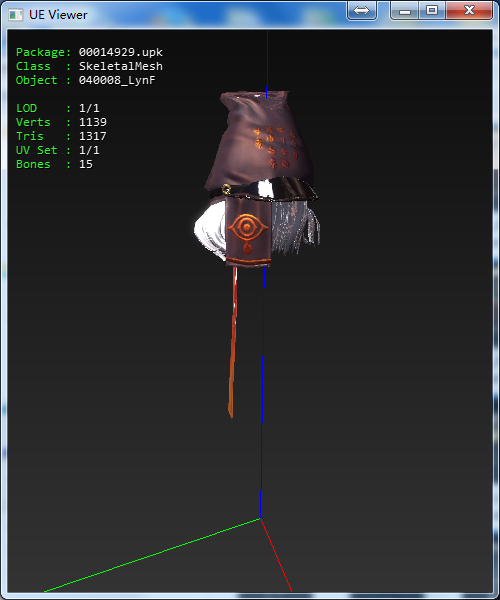 UE Viewer
Package: 00014929.upk
Class : SkeletalMesh
Object : 040008_LynF
LOD : 1/1
Verts : 1139
Tris : 1317
UV Set : 1/1
Bones : 15